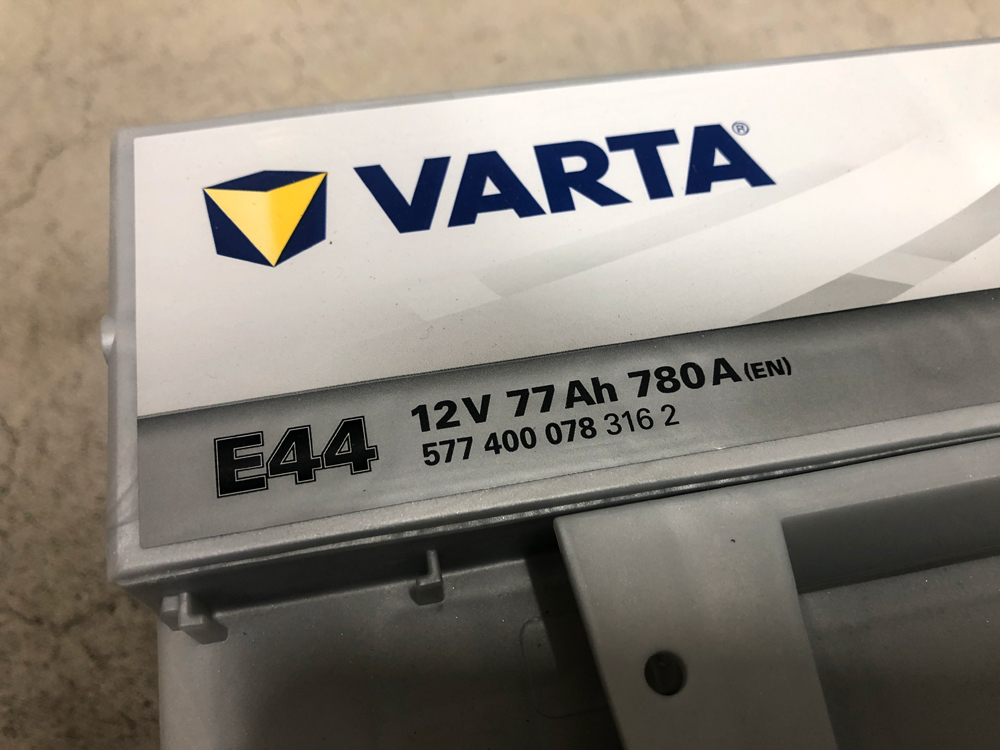 VARTA®
E44
12V 77Ah 780A (EN)
577 400 078 316 2